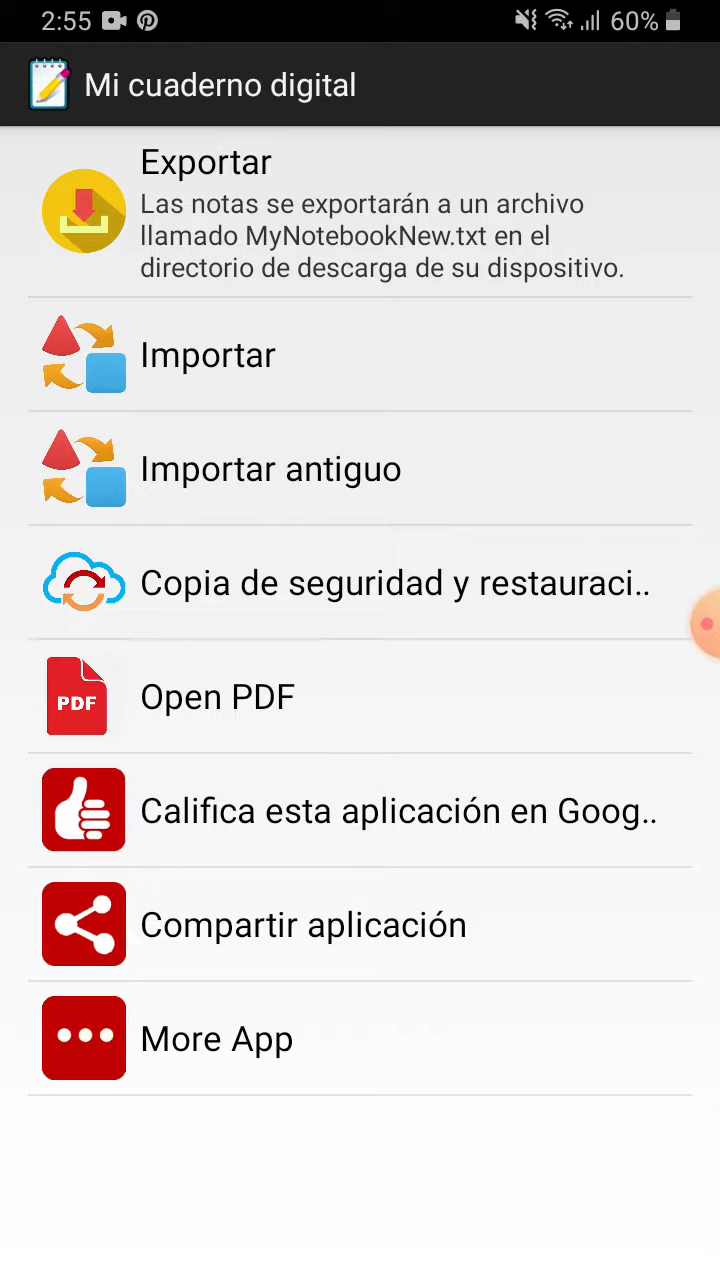 2:55
60%
Mi cuaderno digital
Exportar
Las notas se exportarán a un archivo
llamado MyNotebookNew.txt en el
directorio de descarga de su dispositivo.
Importar
Importar antiguo
Copia de seguridad y restauraci..
PDF
Open PDF
Califica esta aplicación en Goog..
Compartir aplicación
More App